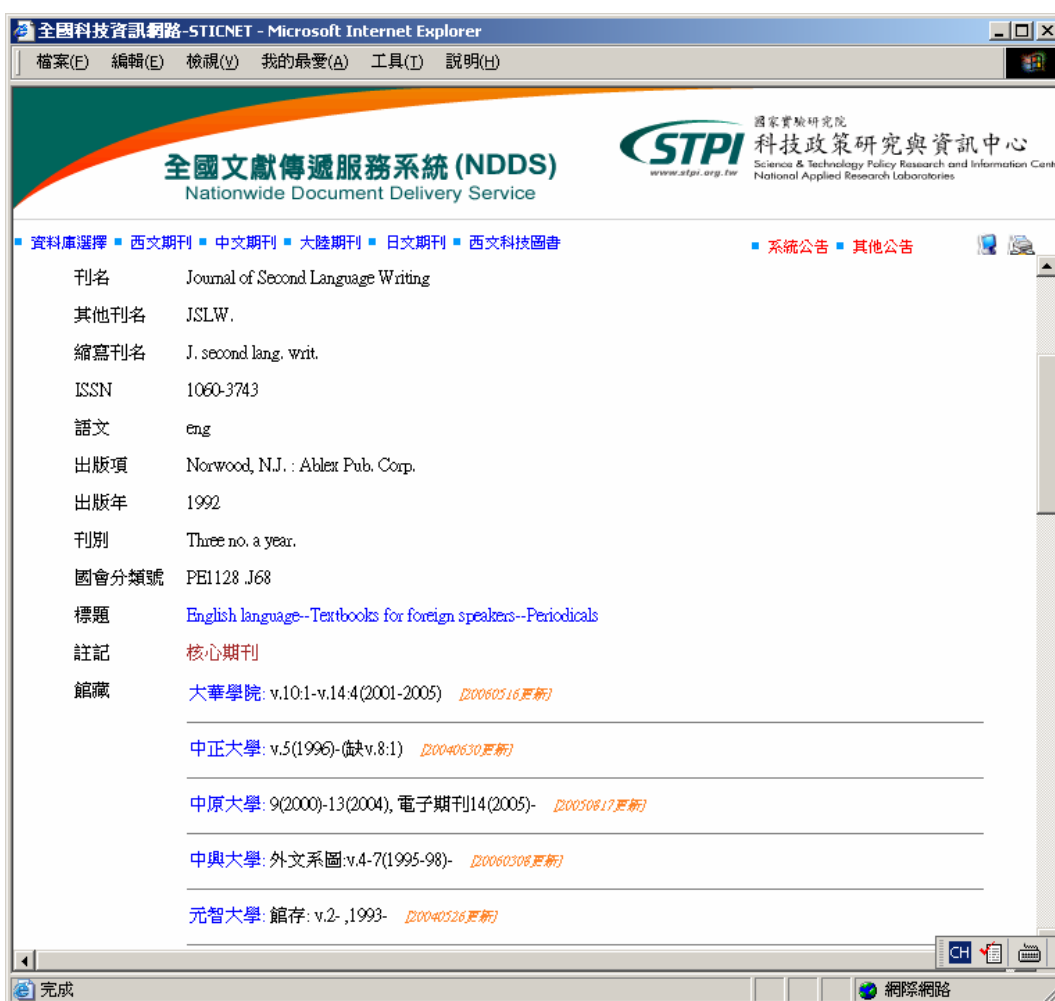 全國科技資訊網路-STICNET - Microsoft Internet Explorer
檔案(F) 編輯(E) 檢視(V) 我的最愛(A) 工具(T) 說明(H)
全國文獻傳遞服務系統 (NDDS)
Nationwide Document Delivery Service
STPI
www.stpi.org.tw
國家實驗研究院
科技政策研究與資訊中心
Science & Technology Policy Research and Information Cent
National Applied Research Laboratories
資料庫選擇 西文期刊 中文期刊 大陸期刊 日文期刊 西文科技圖書 系統公告 其他公告
刊名 Journal of Second Language Writing
其他刊名 JSLW.
縮寫刊名 J. second lang. writ.
ISSN 1060-3743
語文 eng
出版項 Norwood, N.J. : Ablex Pub. Corp.
出版年 1992
刊別 Three no. a year.
國會分類號 PE1128 .J68
標題 English language--Textbooks for foreign speakers--Periodicals
註記 核心期刊
館藏 大華學院: v.10:1-v.14:4(2001-2005) [20060516更新]
中正大學: v.5(1996)-(缺v.8:1) [20040630更新]
中原大學: 9(2000)-13(2004), 電子期刊14(2005)- [20050817更新]
中興大學: 外文系圖:v.4-7(1995-98)- [20060308更新]
元智大學: 館存: v.2- ,1993- [20040526更新]
CH
完成 網際網路